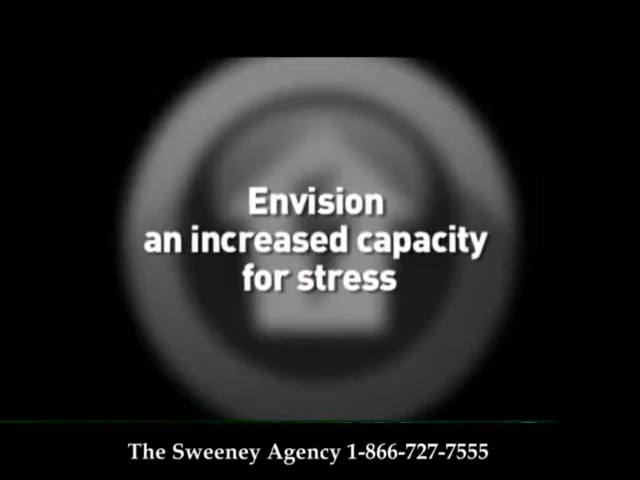 Envision
an increased capacity
for stress
The Sweeney Agency 1-866-727-7555